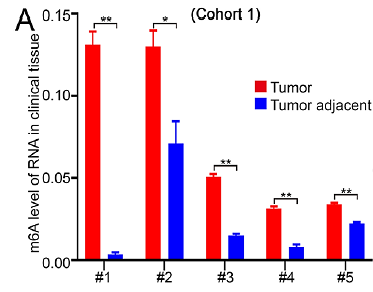 A
(Cohort 1)
m6A level of RNA in clinical tissue
0.15
0.10
0.05
0.00
** * ** ** **
Tumor
Tumor adjacent
#1 #2 #3 #4 #5